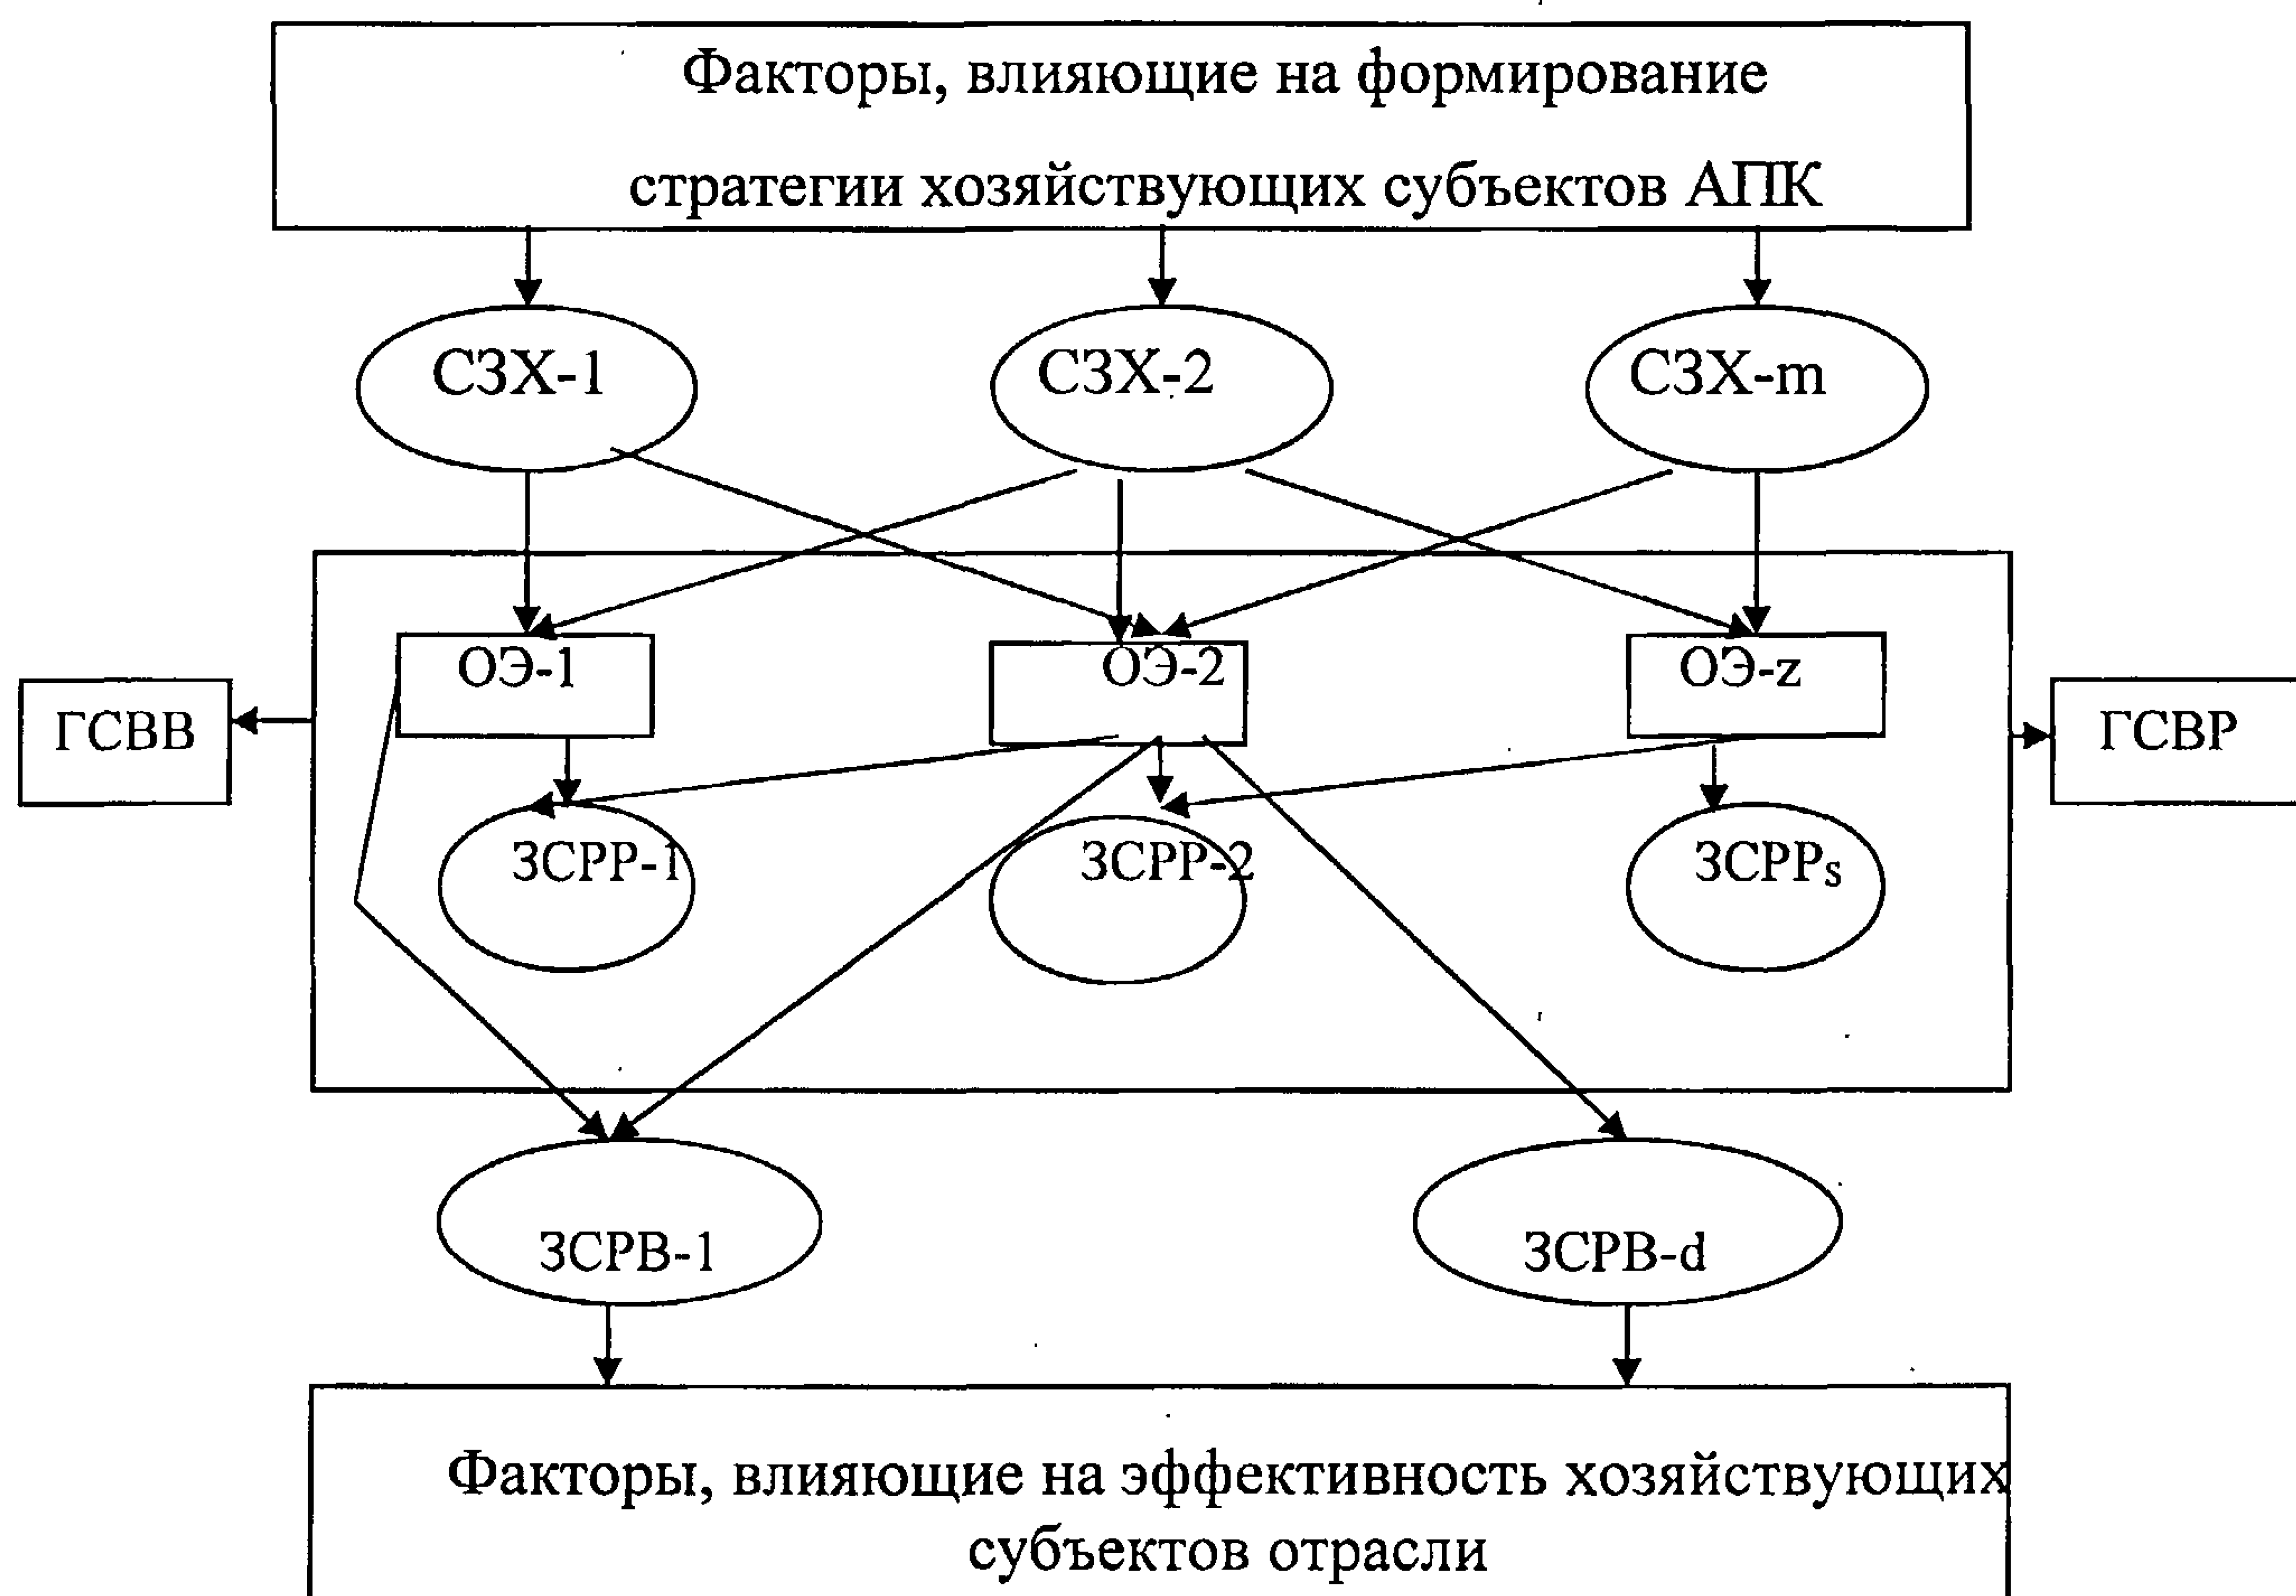 Факторы, влияющие на формирование
стратегии хозяйствующих субъектов АПК
СЗХ-1
СЗХ-2
СЗХ-m
ОЭ-1
ОЭ-2
ОЭ-z
ГСВВ
ГСВР
ЗСРР-1
ЗСРР-2
ЗСРРs
ЗСРВ-1
ЗСРВ-d
Факторы, влияющие на эффективность хозяйствующих
субъектов отрасли